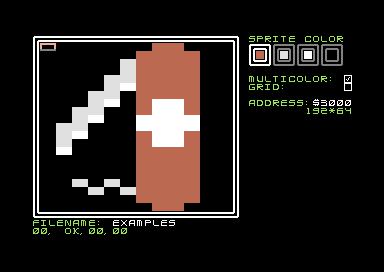 SPRITE COLOR
MULTICOLOR:
GRID:
ADDRESS: $3000
192*64
FILENAME: EXAMPLES
00, OK,00,00